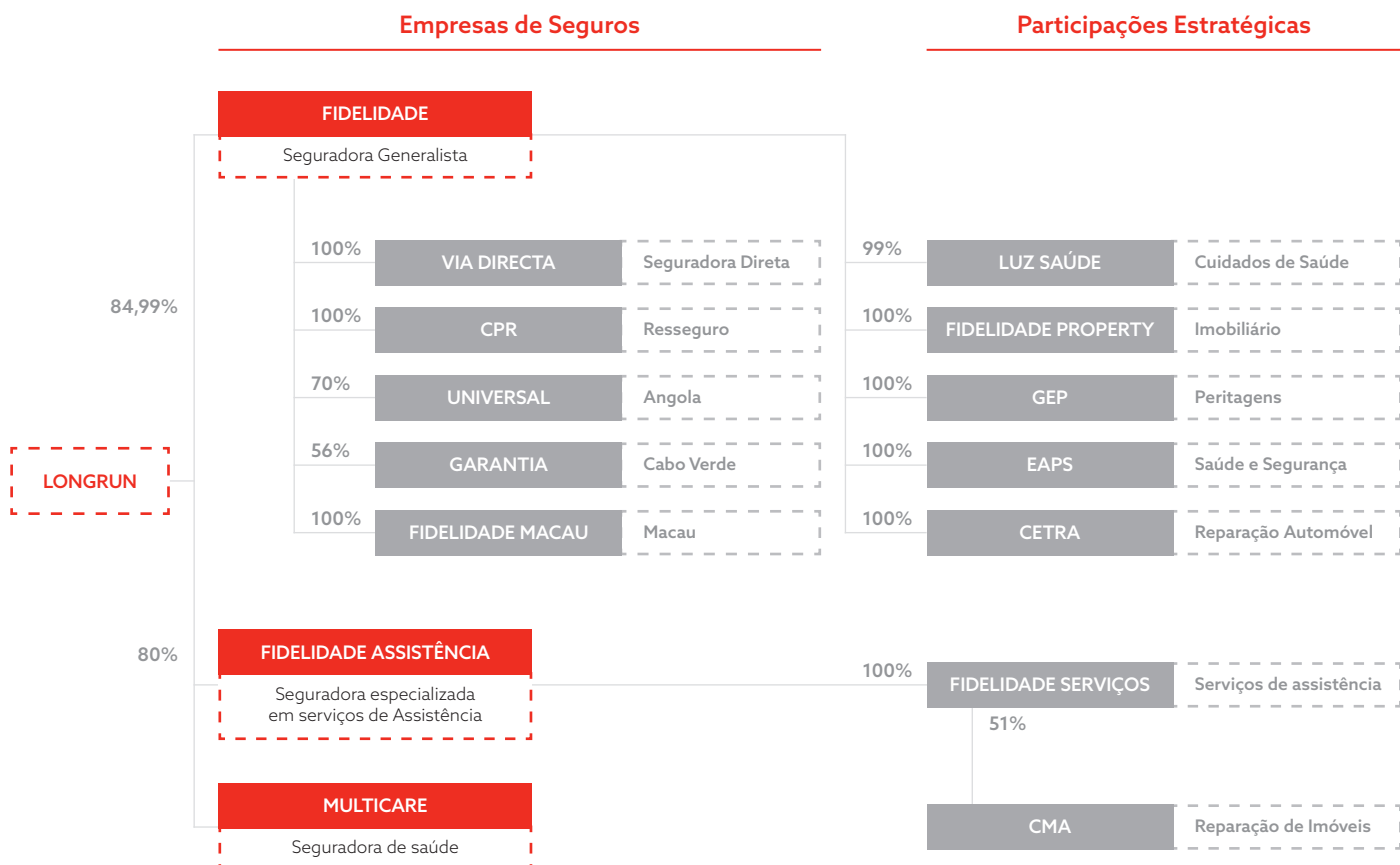 Empresas de Seguros
Participações Estratégicas
FIDELIDADE
Seguradora Generalista
84,99%
100%
VIA DIRECTA
Seguradora Direta
100%
CPR
Resseguro
70%
UNIVERSAL
Angola
56%
GARANTIA
Cabo Verde
100%
FIDELIDADE MACAU
Macau
99%
LUZ SAÚDE
Cuidados de Saúde
100%
FIDELIDADE PROPERTY
Imobiliário
100%
GEP
Peritagens
100%
EAPS
Saúde e Segurança
100%
CETRA
Reparação Automóvel
LONGRUN
80%
FIDELIDADE ASSISTÊNCIA
Seguradora especializada
em serviços de Assistência
100%
FIDELIDADE SERVIÇOS
Serviços de assistência
51%
MULTICARE
Seguradora de saúde
CMA
Reparação de Imóveis